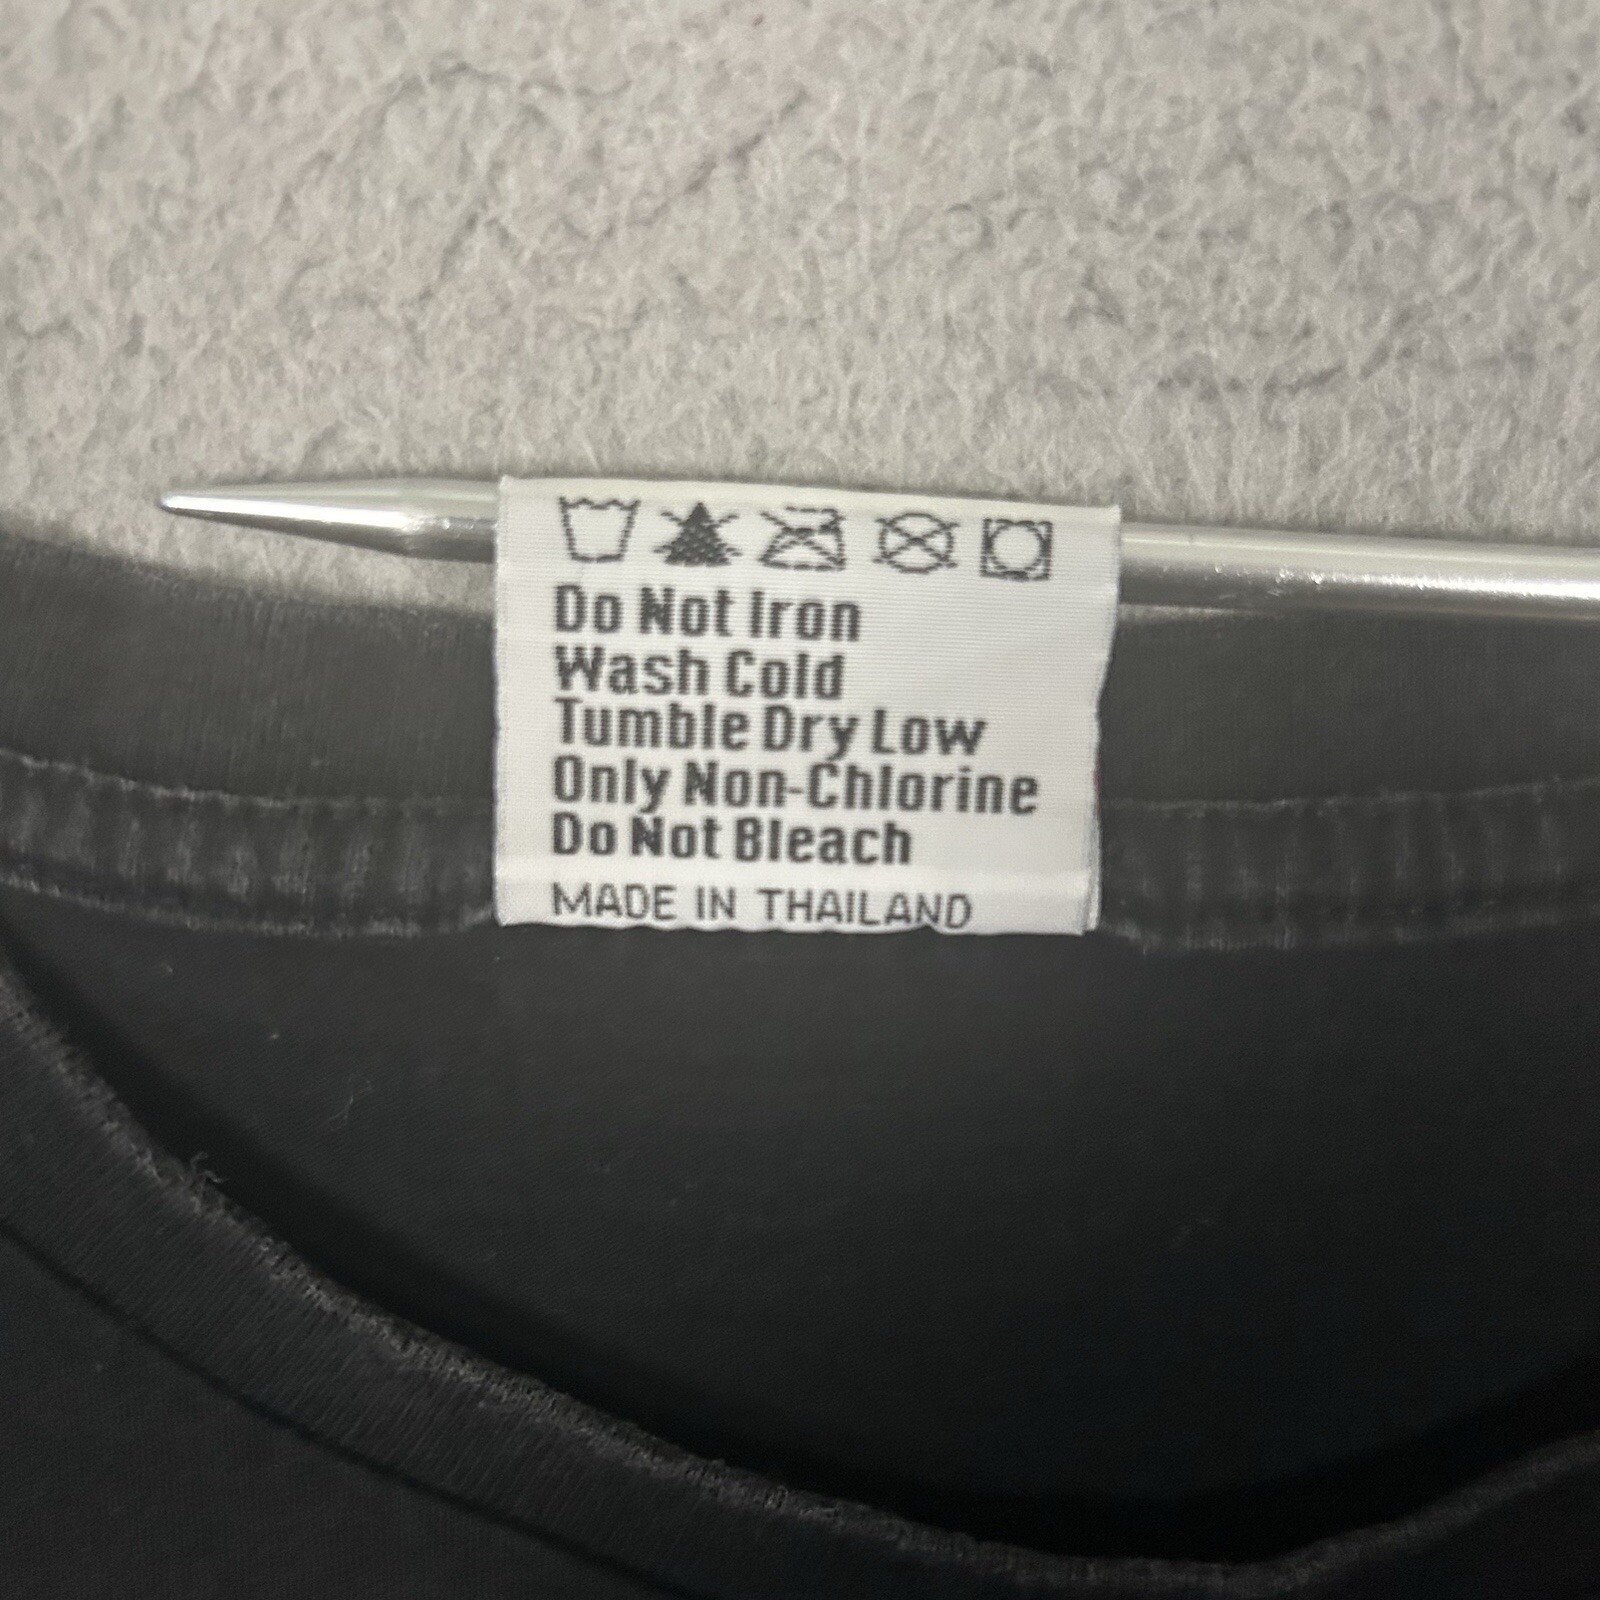 Do Not Iron
Wash Cold
Tumble Dry Low
Only Non-Chlorine
Do Not Bleach
MADE IN THAILAND